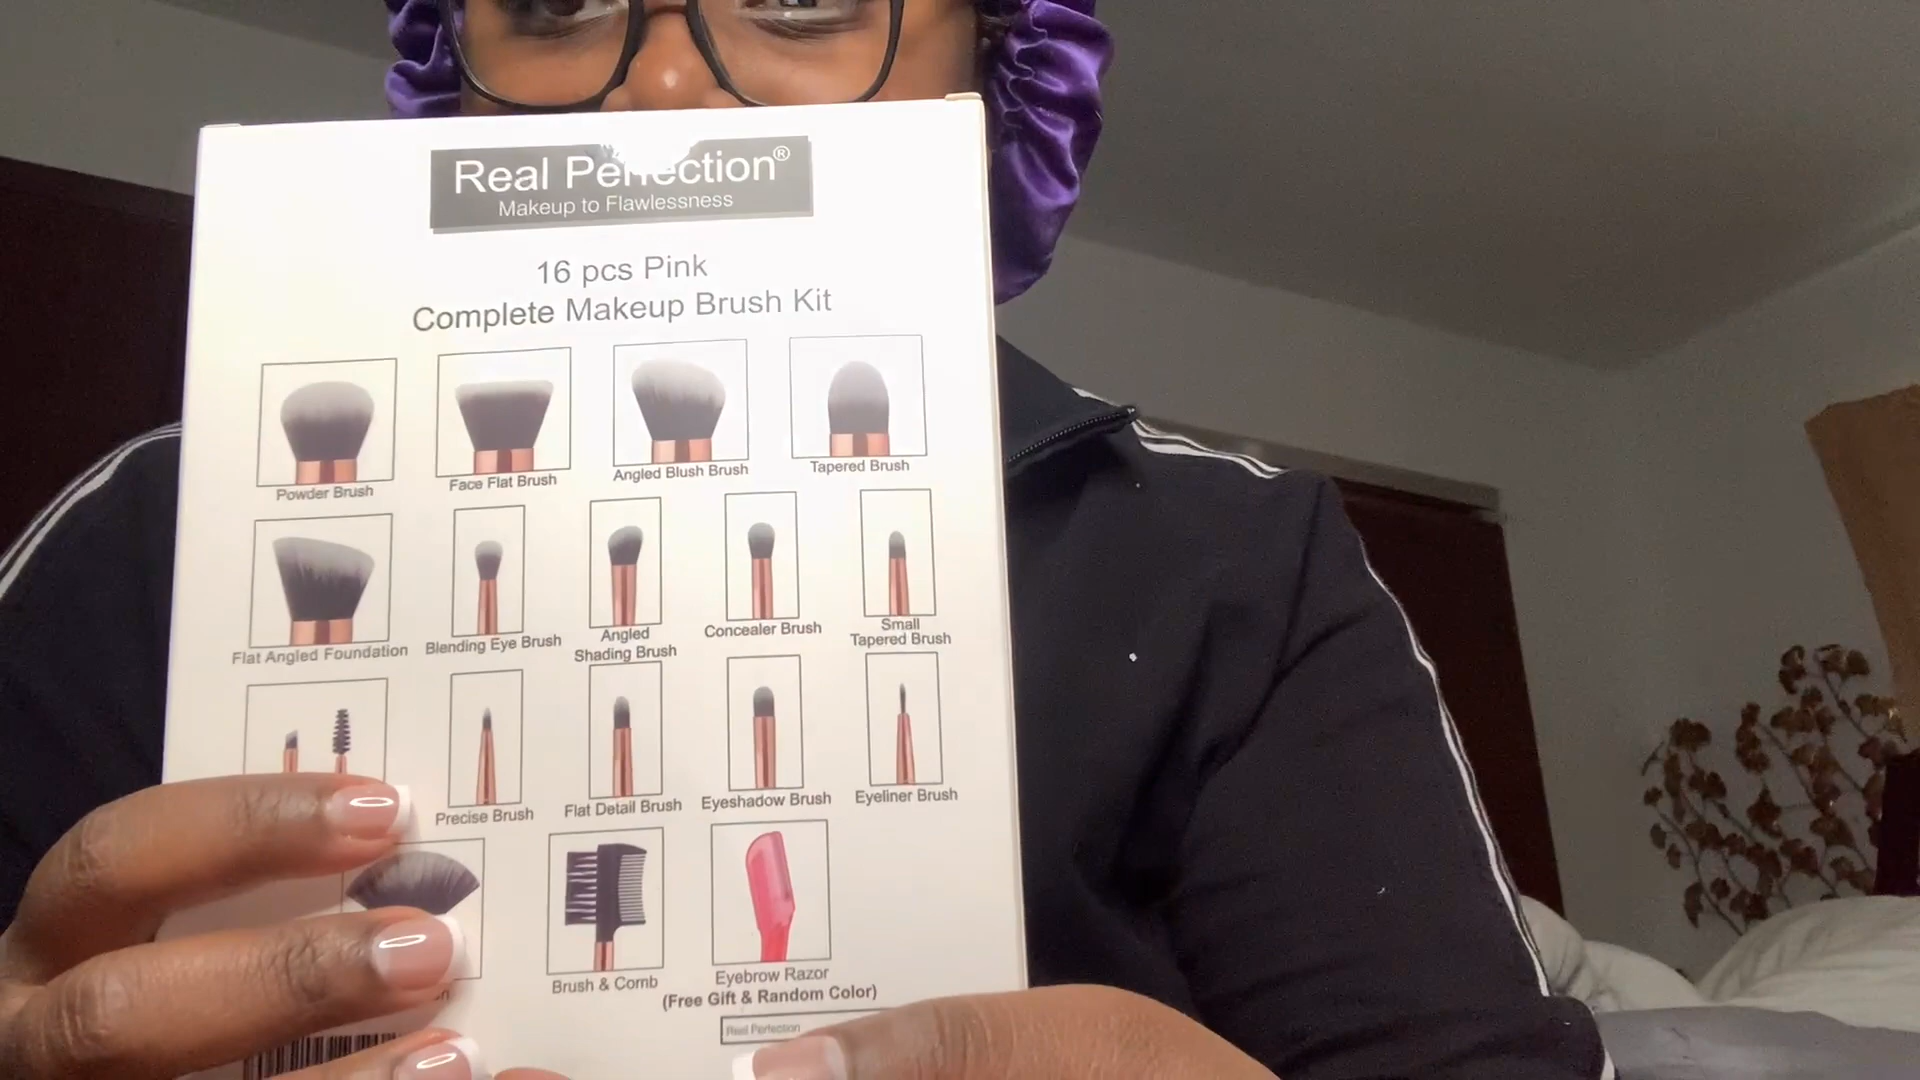 Real Perfection®
Makeup to Flawlessness
16 pcs Pink
Complete Makeup Brush Kit
Powder Brush
Face Flat Brush
Angled Blush Brush
Tapered Brush
Flat Angled Foundation
Blending Eye Brush
Angled
Shading Brush
Concealer Brush
Small
Tapered Brush
Precise Brush
Flat Detail Brush
Eyeshadow Brush
Eyeliner Brush
Brush & Comb
Eyebrow Razor
(Free Gift & Random Color)
Real Perfection